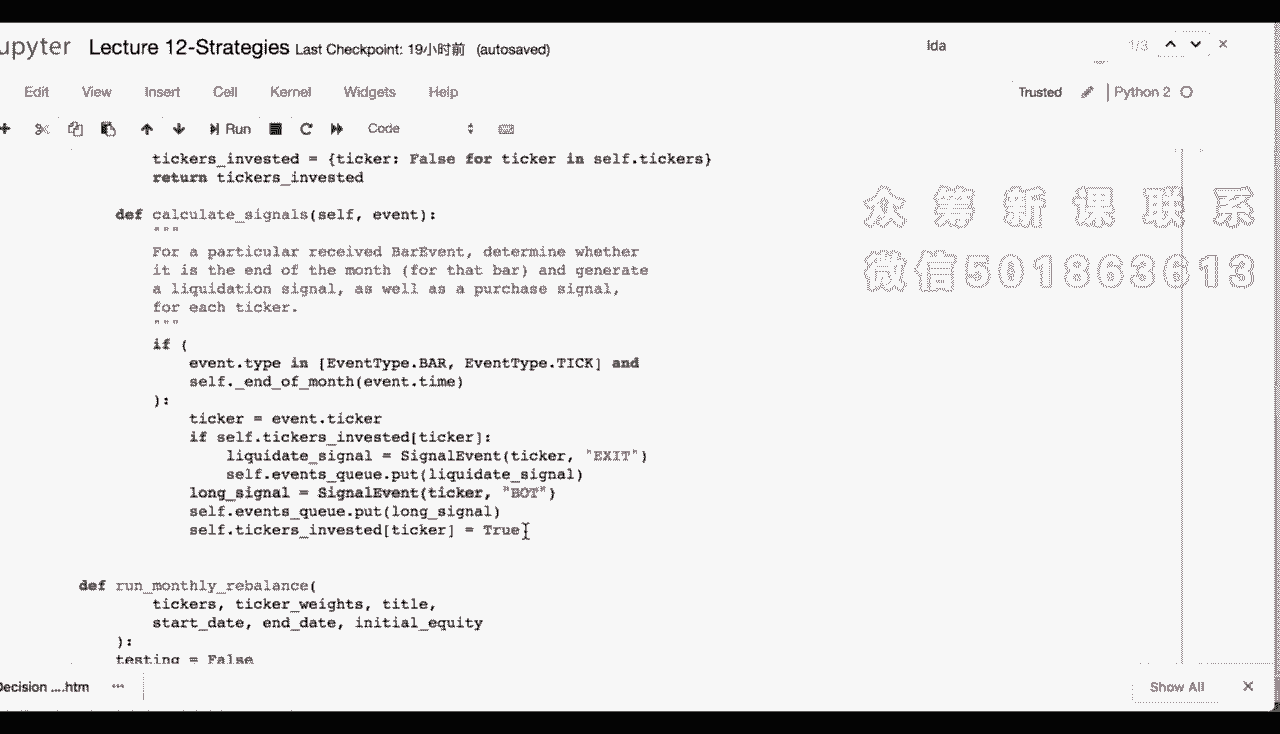 upyter Lecture 12-Strategies Last Checkpoint: 19小时前 (autosaved)
lda 1/3
Edit View Insert Cell Kernel Widgets Help
Trusted Python 2
Run Code
tickers_invested = {ticker: False for ticker in self.tickers}
return tickers_invested
def calculate_signals(self, event):
"""
For a particular received BarEvent, determine whether
it is the end of the month (for that bar) and generate
a liquidation signal, as well as a purchase signal,
for each ticker.
"""
if (
event.type in [EventType.BAR, EventType.TICK] and
self._end_of_month(event.time)
):
ticker = event.ticker
if self.tickers_invested[ticker]:
liquidate_signal = SignalEvent(ticker, "EXIT")
self.events_queue.put(liquidate_signal)
long_signal = SignalEvent(ticker, "BOT")
self.events_queue.put(long_signal)
self.tickers_invested[ticker] = True
def run_monthly_rebalance(
tickers, ticker_weights, title,
start_date, end_date, initial_equity
):
testing = False
众筹新课联系
微信501863613
Decision ....htm
Show All